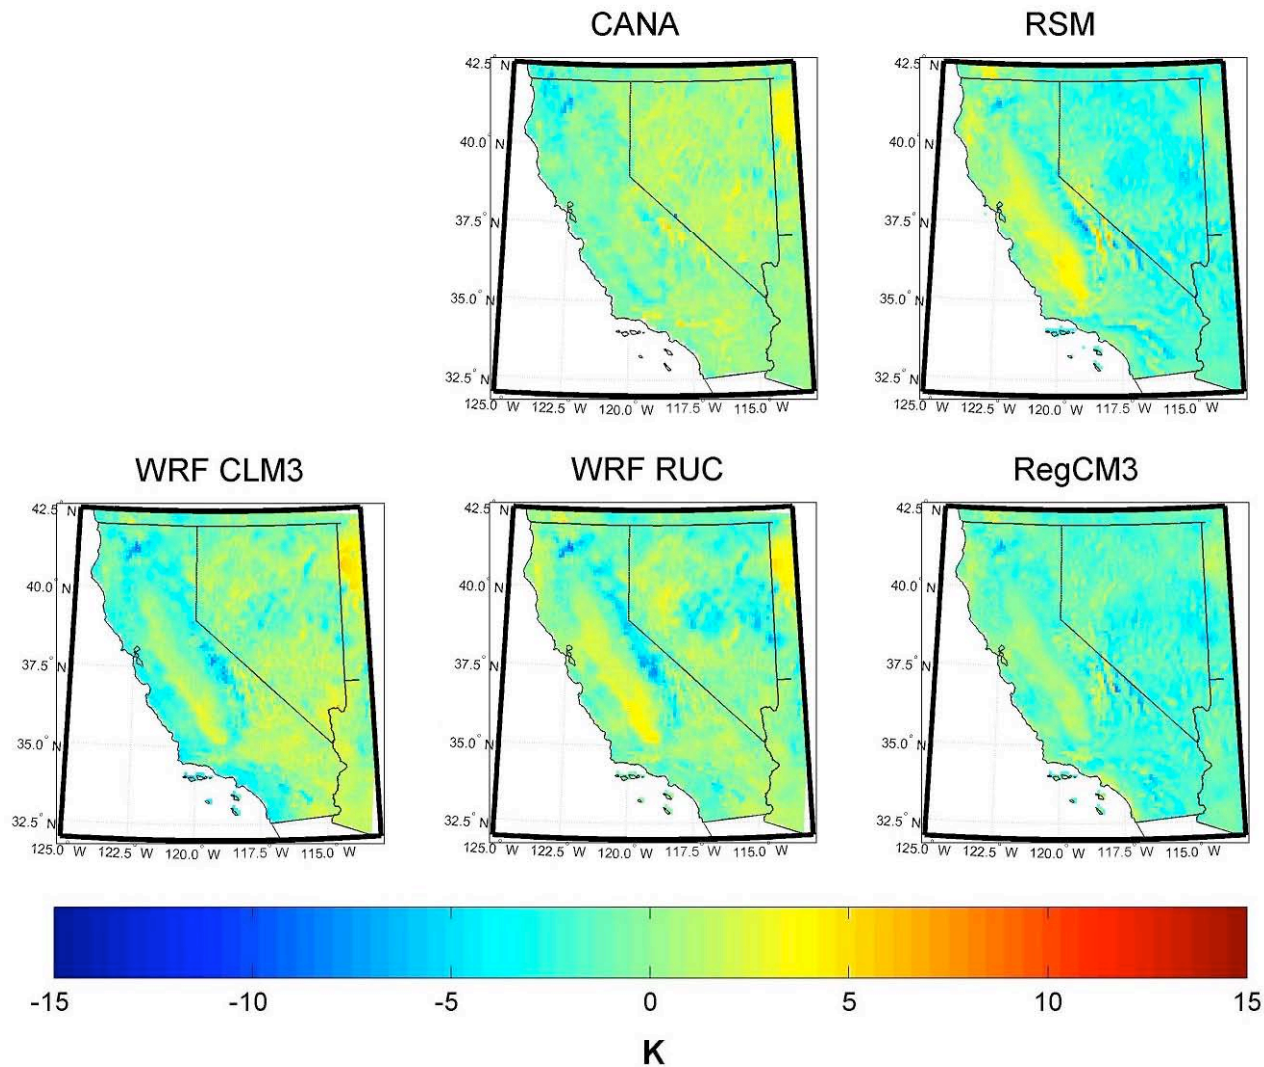 CANA
RSM
42.5° N
40.0° N
37.5° N
35.0° N
32.5° N
125.0° W 122.5° W 120.0° W 117.5° W 115.0° W
42.5° N
40.0° N
37.5° N
35.0° N
32.5° N
125.0° W 122.5° W 120.0° W 117.5° W 115.0° W
WRF CLM3
WRF RUC
RegCM3
42.5° N
40.0° N
37.5° N
35.0° N
32.5° N
125.0° W 122.5° W 120.0° W 117.5° W 115.0° W
42.5° N
40.0° N
37.5° N
35.0° N
32.5° N
125.0° W 122.5° W 120.0° W 117.5° W 115.0° W
42.5° N
40.0° N
37.5° N
35.0° N
32.5° N
125.0° W 122.5° W 120.0° W 117.5° W 115.0° W
-15 -10 -5 0 5 10 15
K